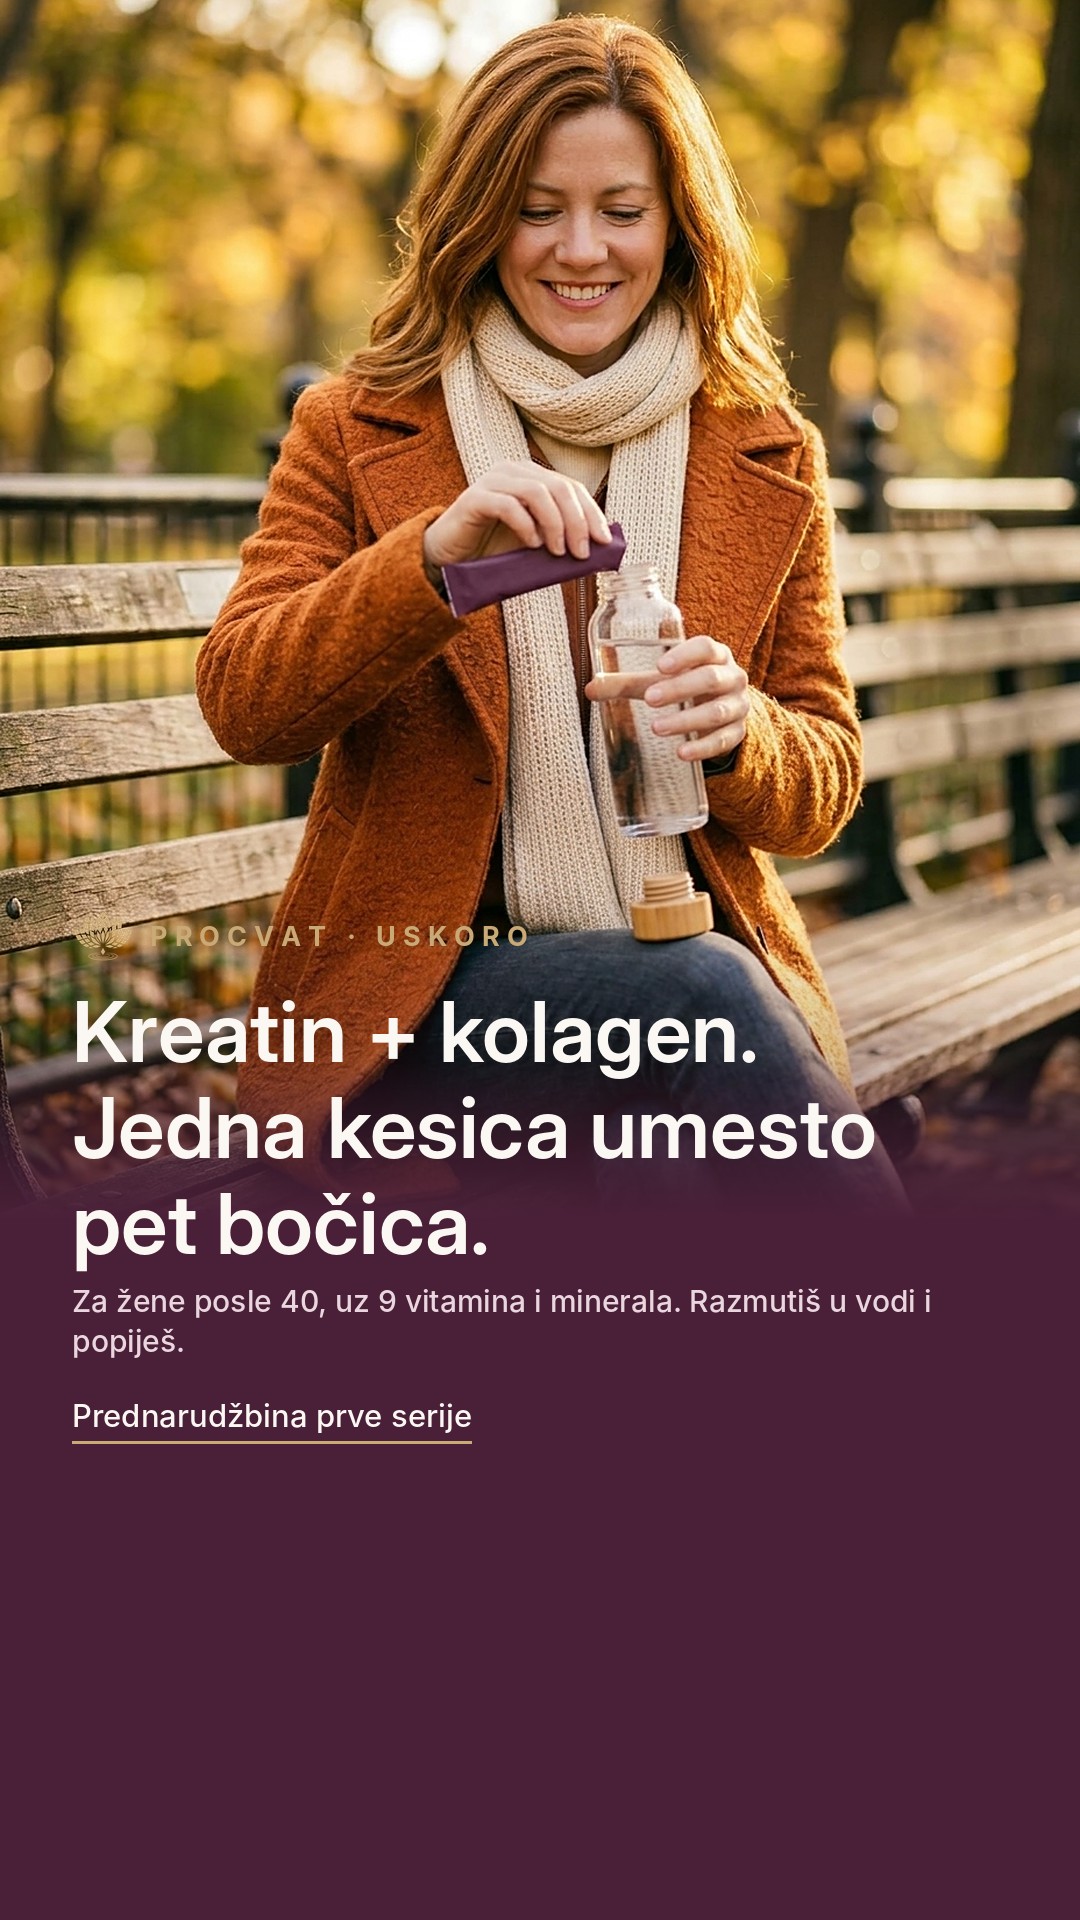 PROCVAT · USKORO
Kreatin + kolagen.
Jedna kesica umesto
pet bočica.
Za žene posle 40, uz 9 vitamina i minerala. Razmutiš u vodi i
popiješ.
Prednarudžbina prve serije